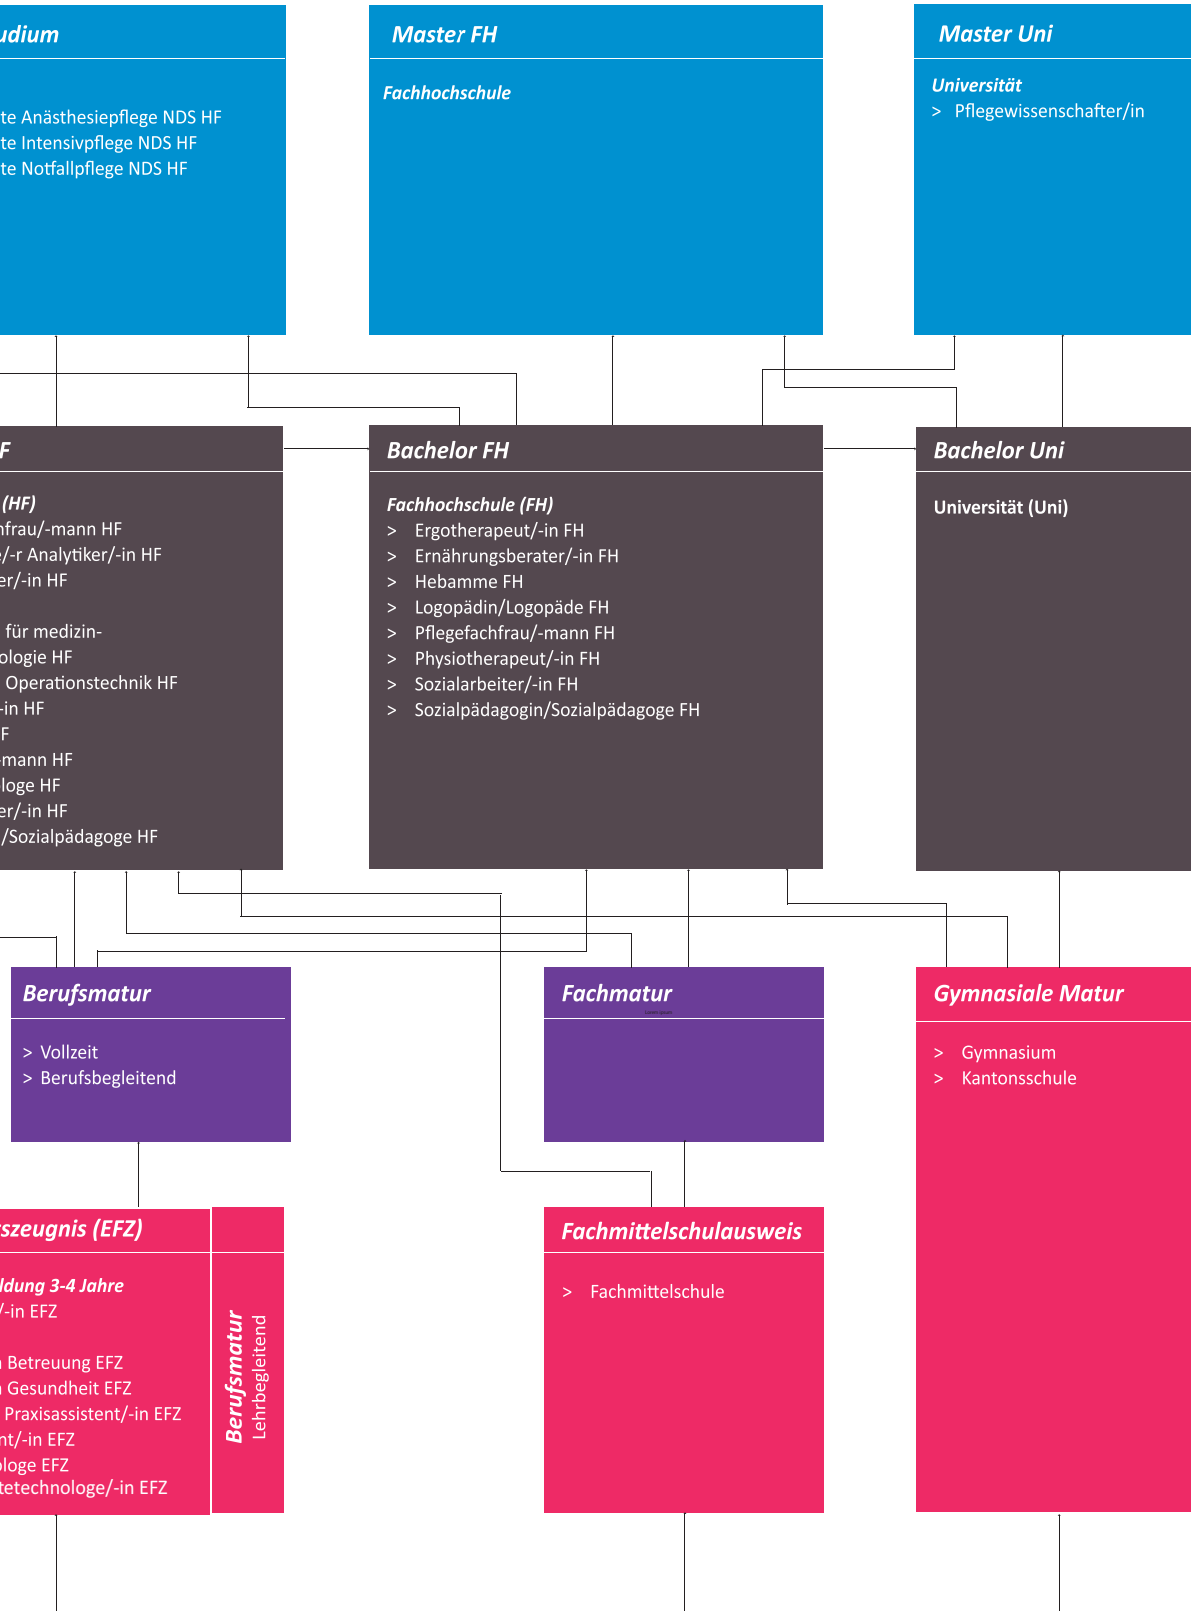 udium
te Anästhesiepflege NDS HF
te Intensivpflege NDS HF
te Notfallpflege NDS HF
Master FH
Fachhochschule
Master Uni
Universität
> Pflegewissenschafter/in
F
(HF)
nfrau/-mann HF
e/-r Analytiker/-in HF
er/-in HF
für medizin-
ologie HF
Operationstechnik HF
-in HF
HF
-mann HF
loge HF
er/-in HF
/Sozialpädagoge HF
Bachelor FH
Fachhochschule (FH)
> Ergotherapeut/-in FH
> Ernährungsberater/-in FH
> Hebamme FH
> Logopädin/Logopäde FH
> Pflegefachfrau/-mann FH
> Physiotherapeut/-in FH
> Sozialarbeiter/-in FH
> Sozialpädagogin/Sozialpädagoge FH
Bachelor Uni
Universität (Uni)
Berufsmatur
> Vollzeit
> Berufsbegleitend
Fachmatur
Gymnasiale Matur
> Gymnasium
> Kantonsschule
szeugnis (EFZ)
ldung 3-4 Jahre
/-in EFZ
n Betreuung EFZ
n Gesundheit EFZ
Praxisassistent/-in EFZ
nt/-in EFZ
ologe EFZ
tetechnologe/-in EFZ
Berufsmatur
Lehrbegleitend
Fachmittelschulausweis
> Fachmittelschule